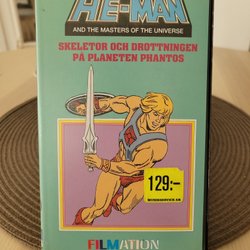 HE-MAN
AND THE MASTERS OF THE UNIVERSE
SKELETOR OCH DROTTNINGEN
PÅ PLANETEN PHANTOS
129:-
FILMATION